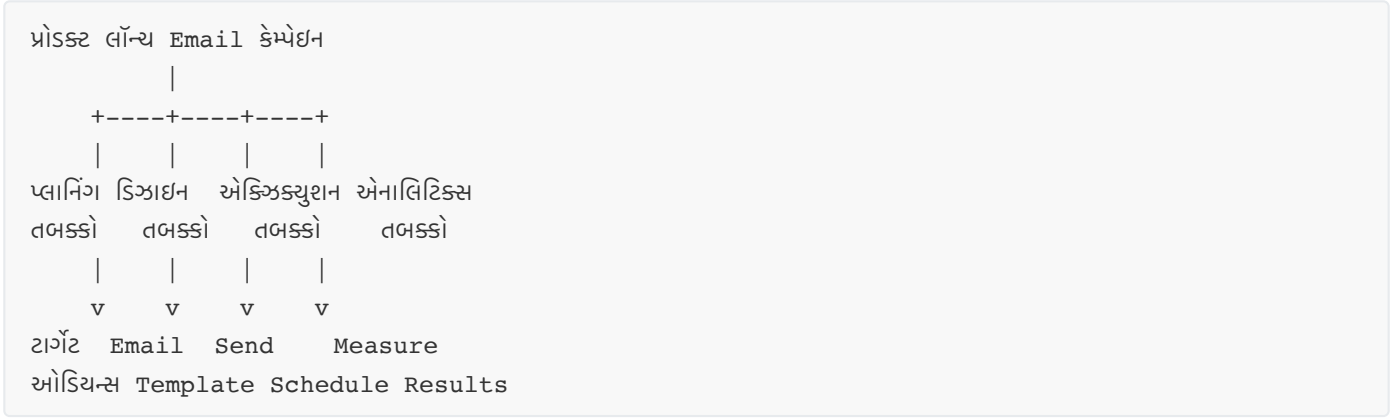 પ્રોડક્ટ લૉન્ચ Email કેમ્પેઇન
|
+----+----+----+
| | | |
પ્લાનિંગ ડિઝાઇન એક્ઝિક્યુશન એનાલિટિક્સ
તબક્કો તબક્કો તબક્કો તબક્કો
| | | |
v v v v
ટાર્ગેટ Email Send Measure
ઓડિયન્સ Template Schedule Results